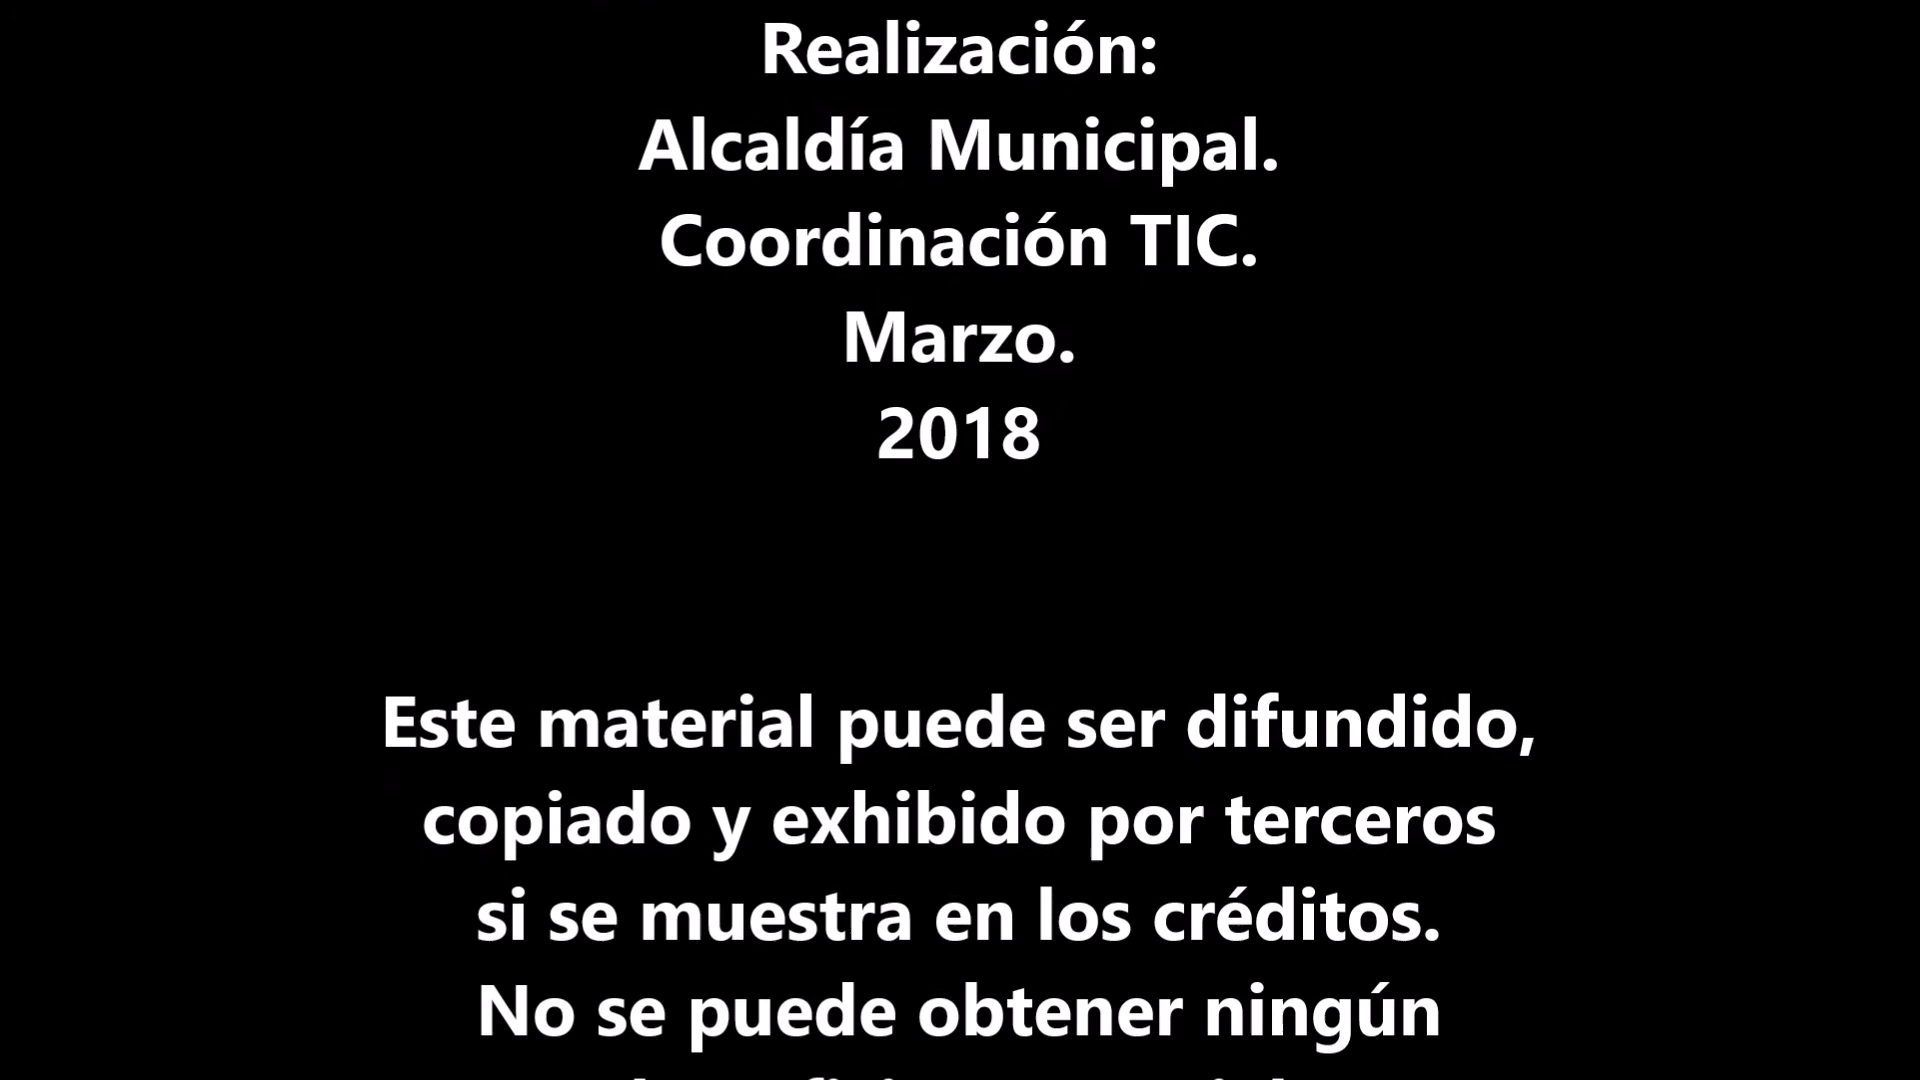 Realización:
Alcaldía Municipal.
Coordinación TIC.
Marzo.
2018
Este material puede ser difundido,
copiado y exhibido por terceros
si se muestra en los créditos.
No se puede obtener ningún